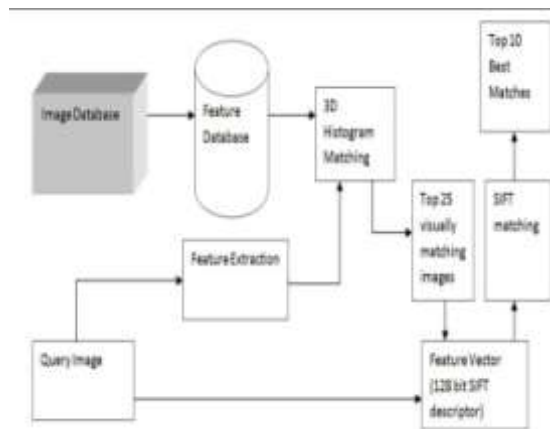 Image Database
Feature
Database
3D
Histogram
Matching
Top 10
Best
Matches
Top 25
visually
matching
images
SIFT
matching
Feature Extraction
Query Image
Feature Vector
(128 bit SIFT
descriptor)